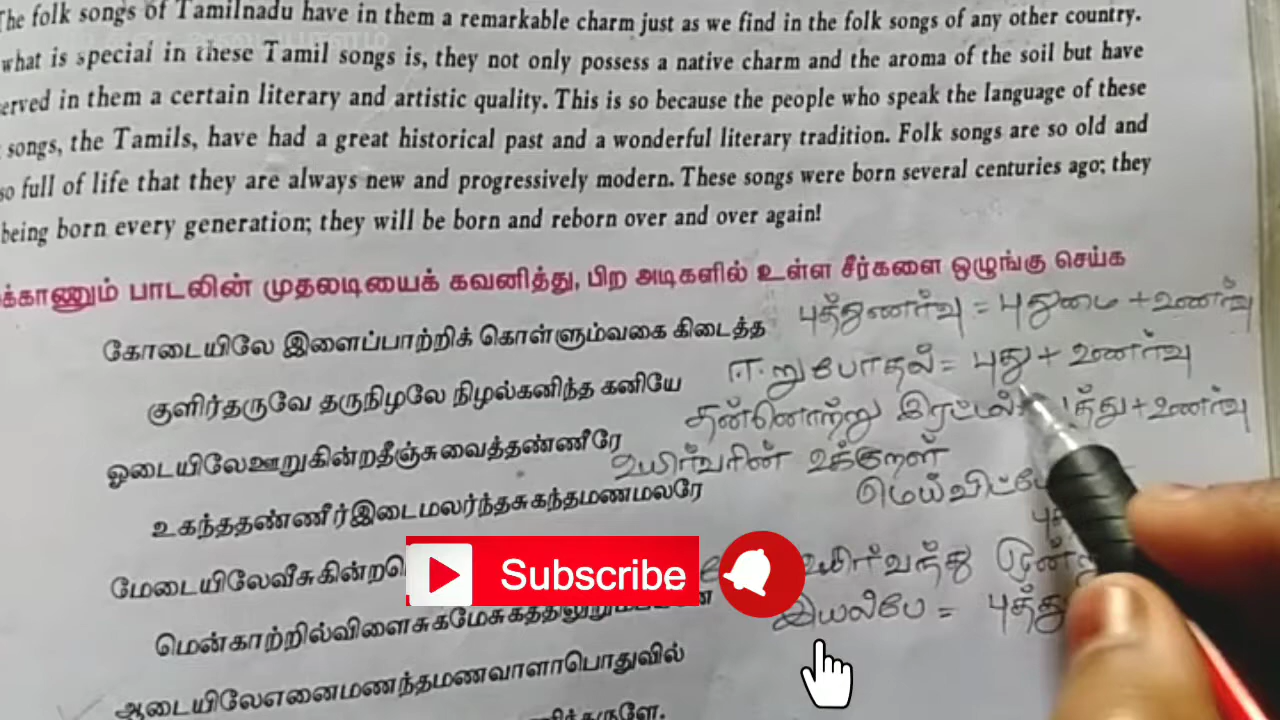 The folk songs of Tamilnadu have in them a remarkable charm just as we find in the folk songs of any other country.
what is special in these Tamil songs is, they not only possess a native charm and the aroma of the soil but have
erved in them a certain literary and artistic quality. This is so because the people who speak the language of these
songs, the Tamils, have had a great historical past and a wonderful literary tradition. Folk songs are so old and
so full of life that they are always new and progressively modern. These songs were born several centuries ago; they
being born every generation; they will be born and reborn over and over again!
க்காணும் பாடலின் முதலடியைக் கவனித்து, பிற அடிகளில் உள்ள சீர்களை ஒழுங்கு செய்க
கோடையிலே இளைப்பாற்றிக் கொள்ளும்வகை கிடைத்த
குளிர்தருவே தருநிழலே நிழல்கனிந்த கனியே
ஓடையிலேஊறுகின்றதீஞ்சுவைத்தண்ணீரே
உகந்ததண்ணீர்இடைமலர்ந்தசுகந்தமணமலரே
மேடையிலேவீசுகின்றமெ
மென்காற்றில்விளைசுகமேசுகத்திலுறும்
ஆடையிலேஎனைமணந்தமணவாளாபொதுவில்
புத்துணர்வு = புதுமை + உணர்வு
ஈறுபோதல் = புது + உணர்வு
தன்னொற்று இரட்டல் = புத்து + உணர்வு
உயிர்வரின் உக்குறள்
மெய்விட்டோ
உயிர்வந்து ஒன்ற
இயல்பே = புத்து
Subscribe